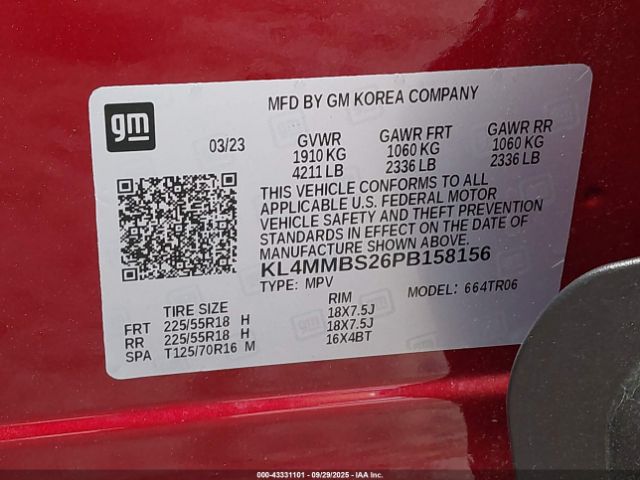 gm
MFD BY GM KOREA COMPANY
03/23
GVWR GAWR FRT GAWR RR
1910 KG 1060 KG 1060 KG
4211 LB 2336 LB 2336 LB
THIS VEHICLE CONFORMS TO ALL
APPLICABLE U.S. FEDERAL MOTOR
VEHICLE SAFETY AND THEFT PREVENTION
STANDARDS IN EFFECT ON THE DATE OF
MANUFACTURE SHOWN ABOVE.
KL4MMBS26PB158156
TYPE: MPV MODEL: 664TR06
TIRE SIZE RIM
FRT 225/55R18 H 18X7.5J
RR 225/55R18 H 18X7.5J
SPA T125/70R16 M 16X4BT
000-43331101 - 09/29/2025 - IAA Inc.